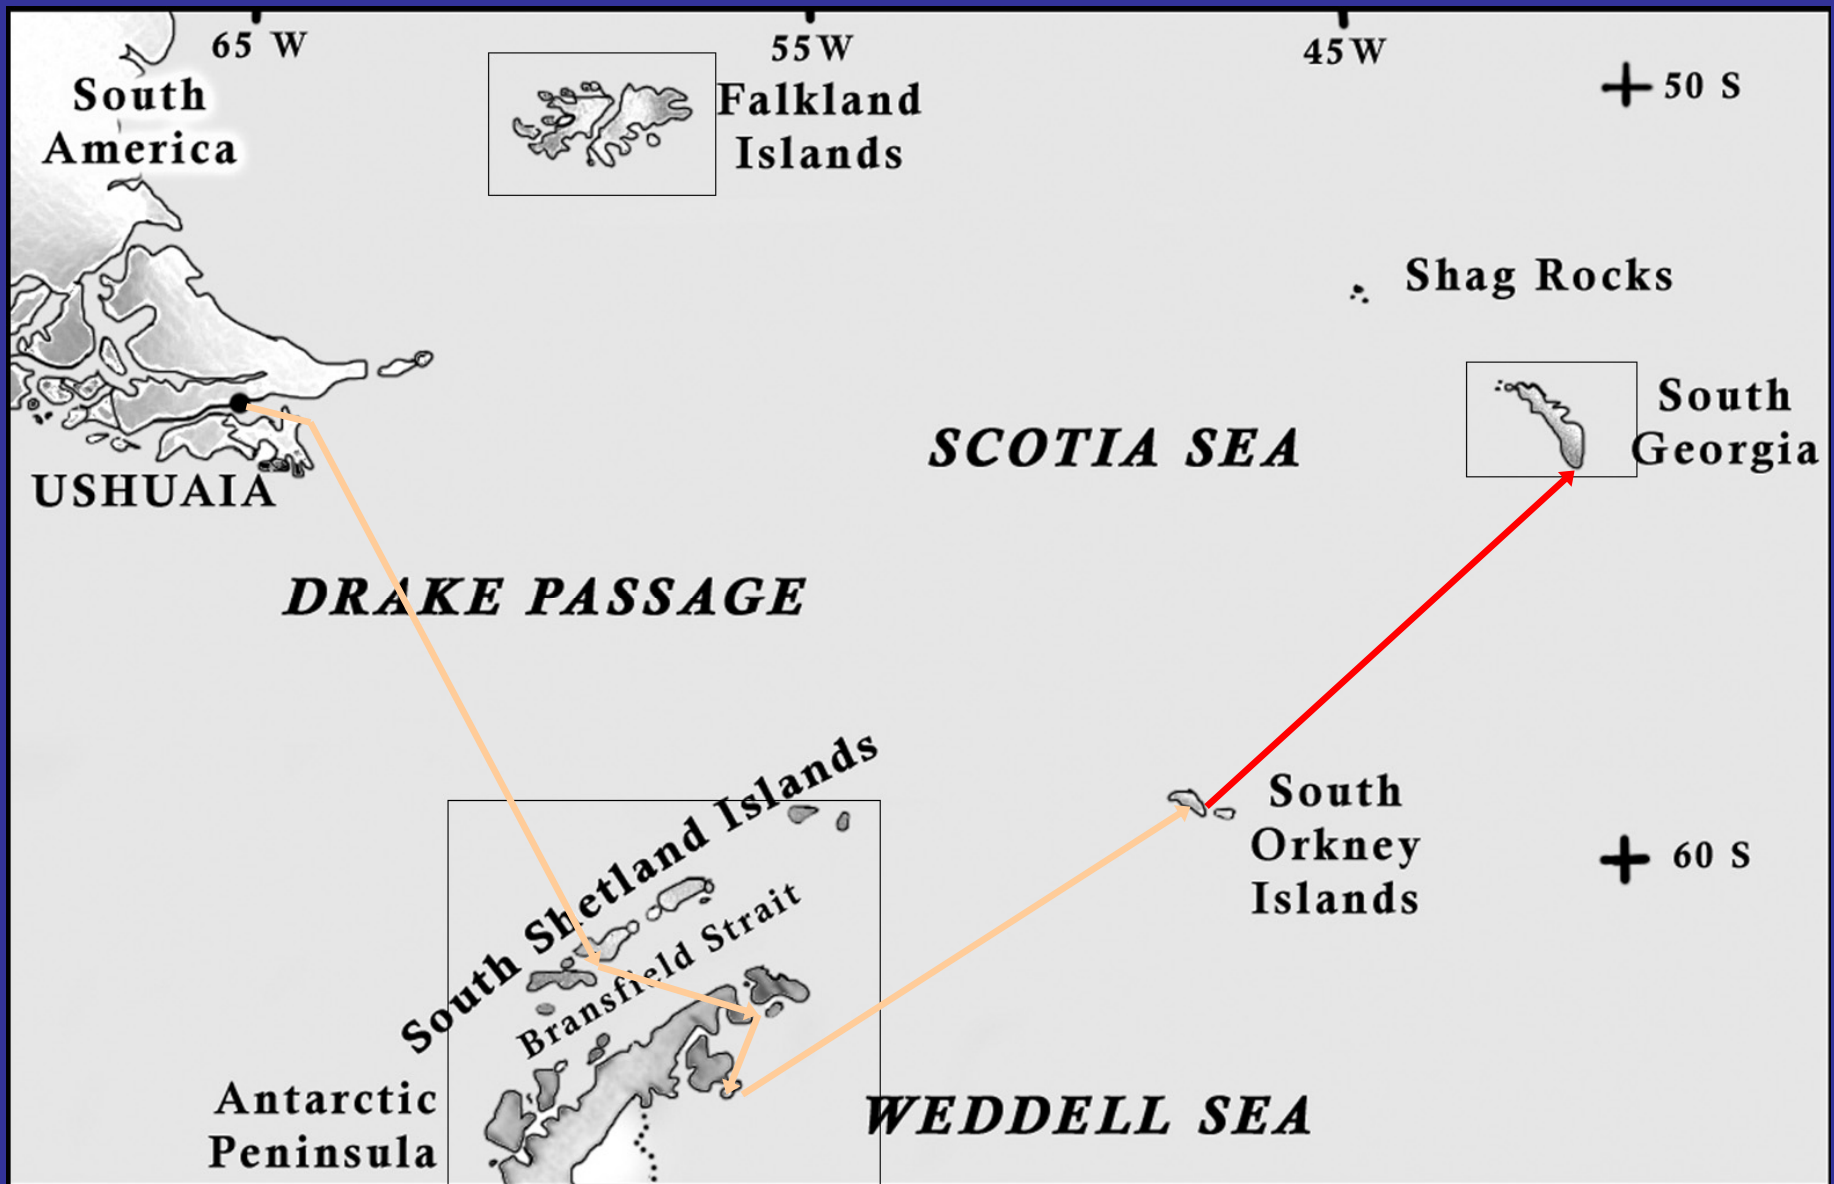 65 W
55W
45W
50 S
South
America
Falkland
Islands
Shag Rocks
South
Georgia
SCOTIA SEA
USHUAIA
DRAKE PASSAGE
South Shetland Islands
South
Orkney
Islands
60 S
Bransfield Strait
Antarctic
Peninsula
WEDDELL SEA